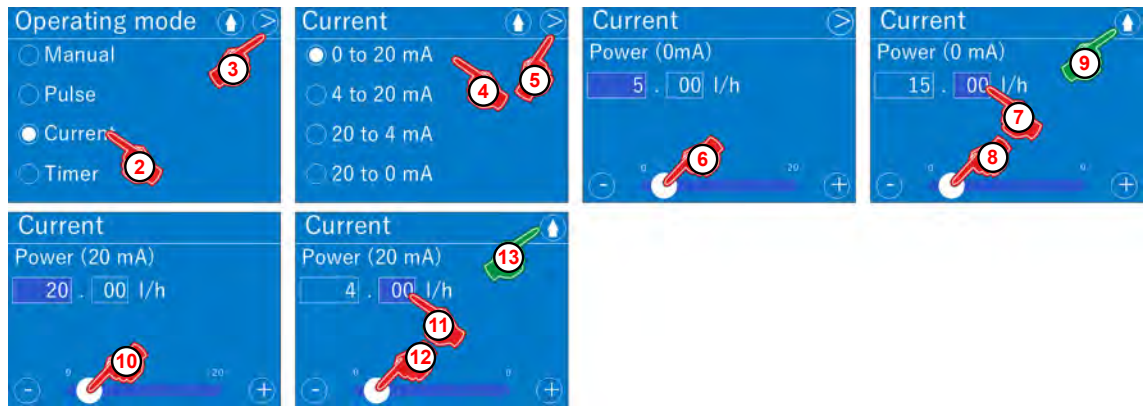 Operating mode
Manual
Pulse
Current
Timer
3
2
Current
0 to 20 mA
4 to 20 mA
20 to 4 mA
20 to 0 mA
4
5
Current
Power (0mA)
5 . 00 l/h
6
0 20
- +
Current
Power (0 mA)
15 . 00 l/h
9
7
8
0 9
- +
Current
Power (20 mA)
20 . 00 l/h
10
0 20
- +
Current
Power (20 mA)
4 . 00 l/h
13
11
12
0 9
- +